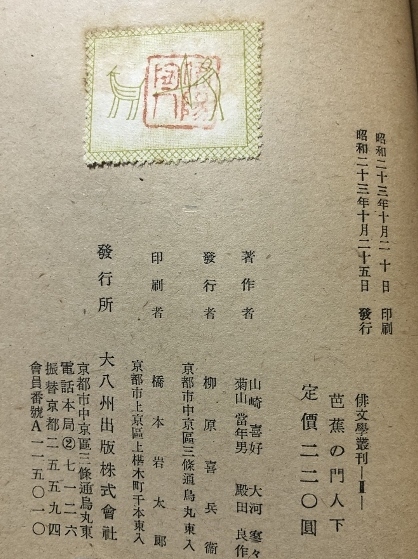 昭和二十三年十月二十日 印刷
昭和二十三年十月二十五日 發行
俳文學叢刊―Ⅱ―
芭蕉の門人下
定價二二〇圓
著作者 山崎喜好 大河寥々
菊山當年男 殿田良作
發行者 柳原喜兵衞
京都市中京區三條通烏丸東入
印刷者 橋本岩太郎
京都市上京區上椹木町千本東入
發行所 大八州出版株式會社
京都市中京區三條通烏丸東
電話本局②七一二六
振替京都二五五九四
會員番號A一一五〇一〇